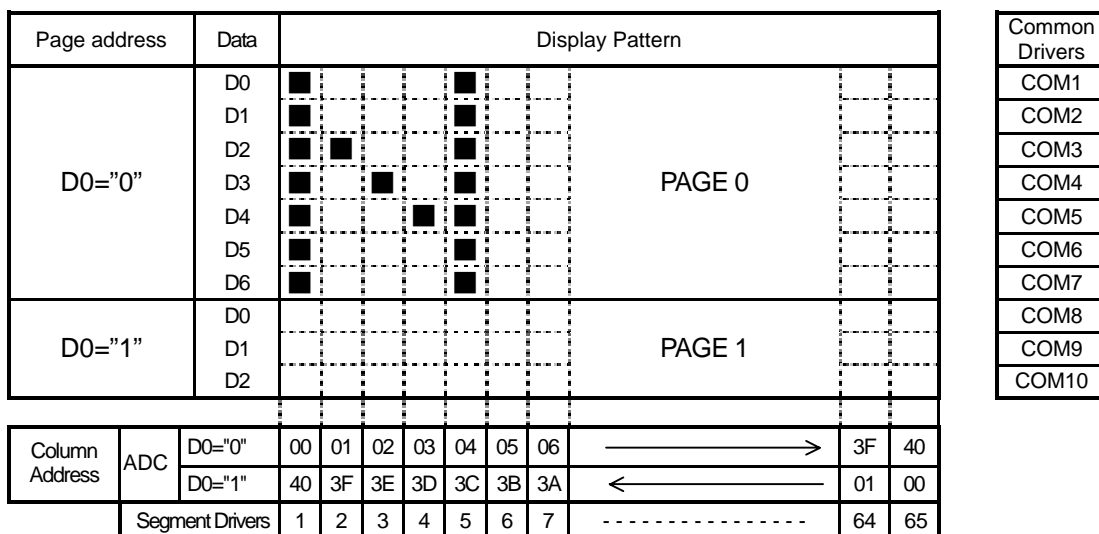 Page address Data Display Pattern Common Drivers
D0 COM1
D1 COM2
D2 COM3
D0=”0” D3 PAGE 0 COM4
D4 COM5
D5 COM6
D6 COM7
D0 COM8
D0=”1” D1 PAGE 1 COM9
D2 COM10
Column Address ADC D0="0" 00 01 02 03 04 05 06 3F 40
D0="1" 40 3F 3E 3D 3C 3B 3A 01 00
Segment Drivers 1 2 3 4 5 6 7 - - - - - - - - - - - - - - - - 64 65